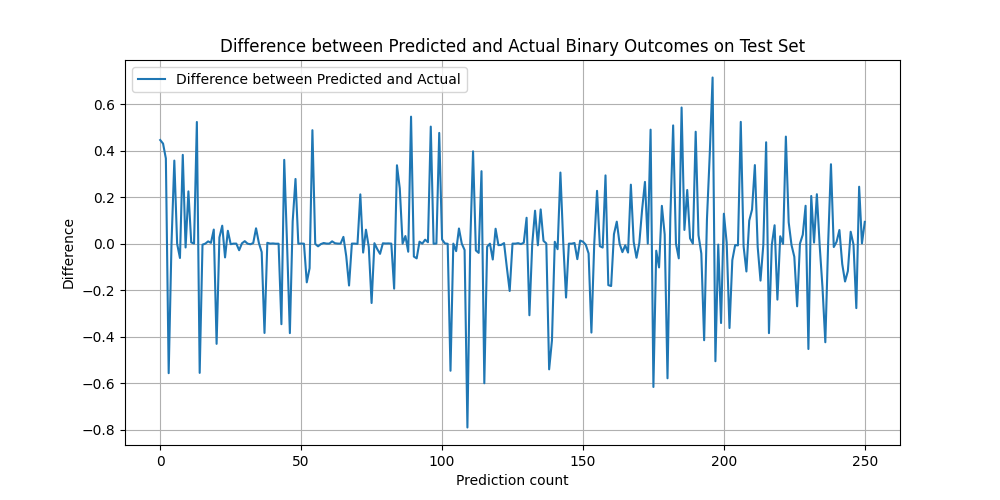 Difference between Predicted and Actual Binary Outcomes on Test Set
Difference between Predicted and Actual
0.6
0.4
0.2
0.0
−0.2
−0.4
−0.6
−0.8
Difference
0 50 100 150 200 250
Prediction count